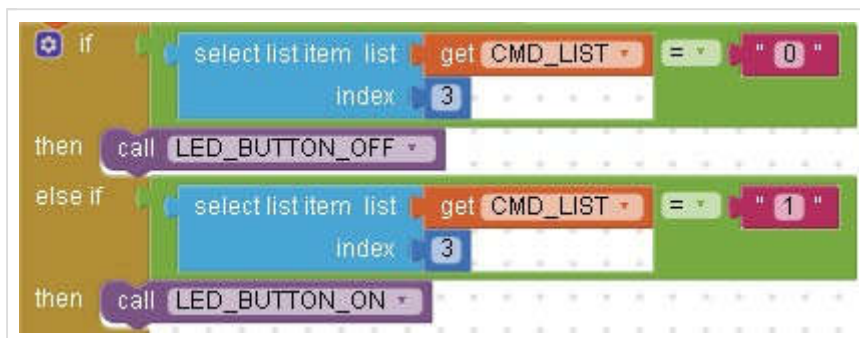 if select list item list get CMD_LIST = " 0 "
index 3
then call LED_BUTTON_OFF
else if select list item list get CMD_LIST = " 1 "
index 3
then call LED_BUTTON_ON